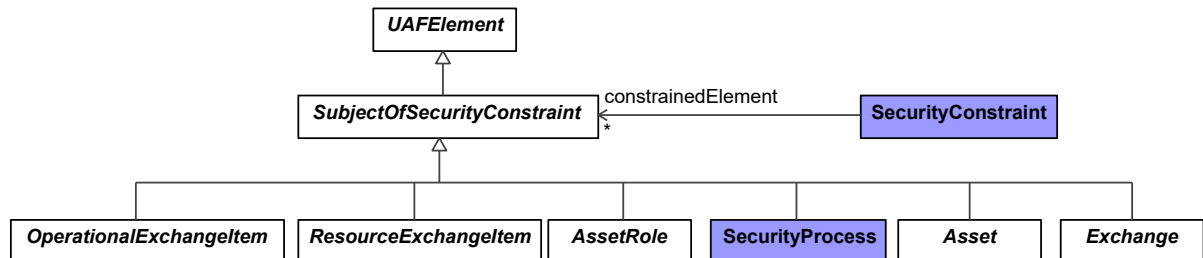 UAFElement
constrainedElement
SubjectOfSecurityConstraint
SecurityConstraint
*
OperationalExchangeItem
ResourceExchangeItem
AssetRole
SecurityProcess
Asset
Exchange